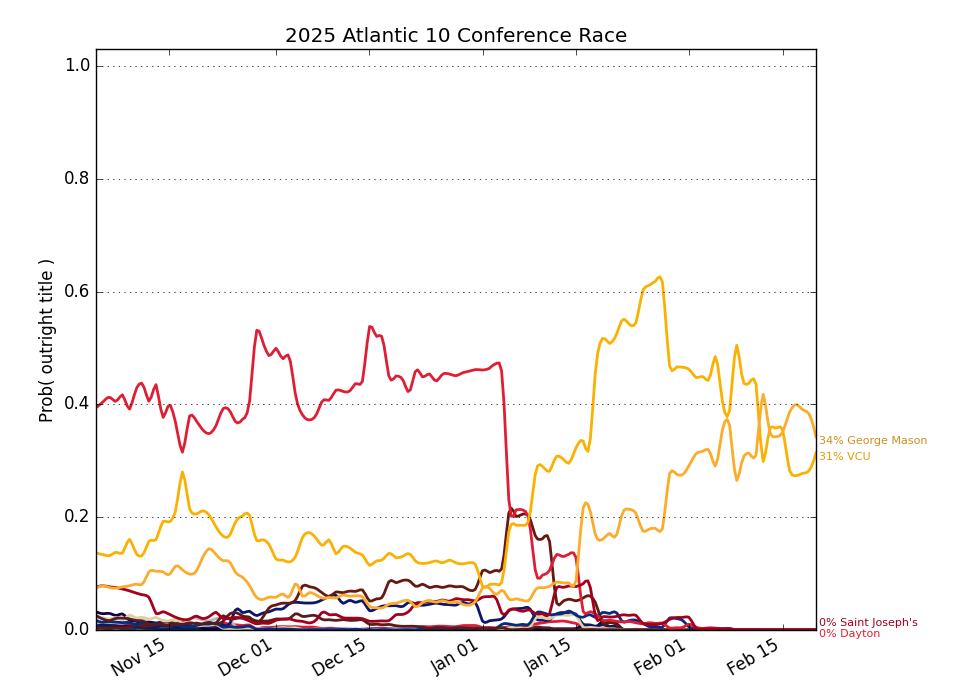 2025 Atlantic 10 Conference Race
Prob( outright title )
1.0
0.8
0.6
0.4
0.2
0.0
34% George Mason
31% VCU
0% Saint Joseph's
0% Dayton
Nov 15
Dec 01
Dec 15
Jan 01
Jan 15
Feb 01
Feb 15